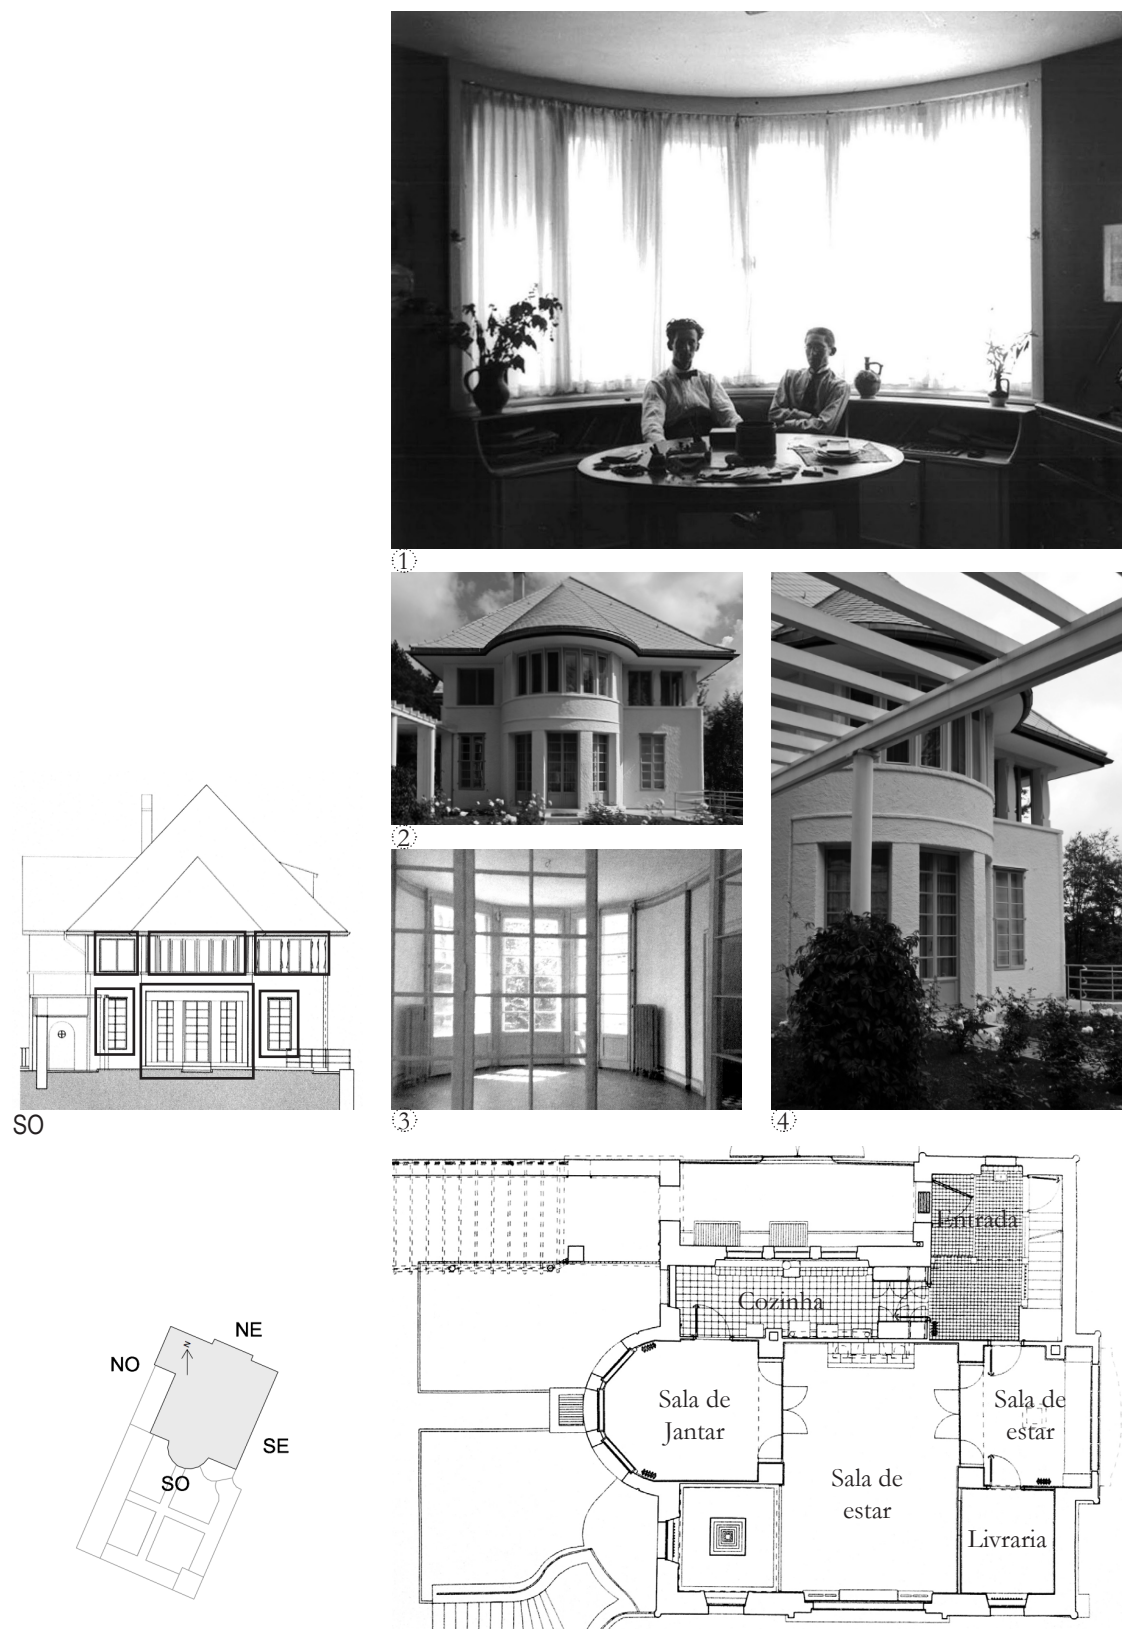 1
2
3
4
SO
N
NE
NO
SE
SO
Entrada
Cozinha
Sala de
Jantar
Sala de
estar
Sala de
estar
Livraria